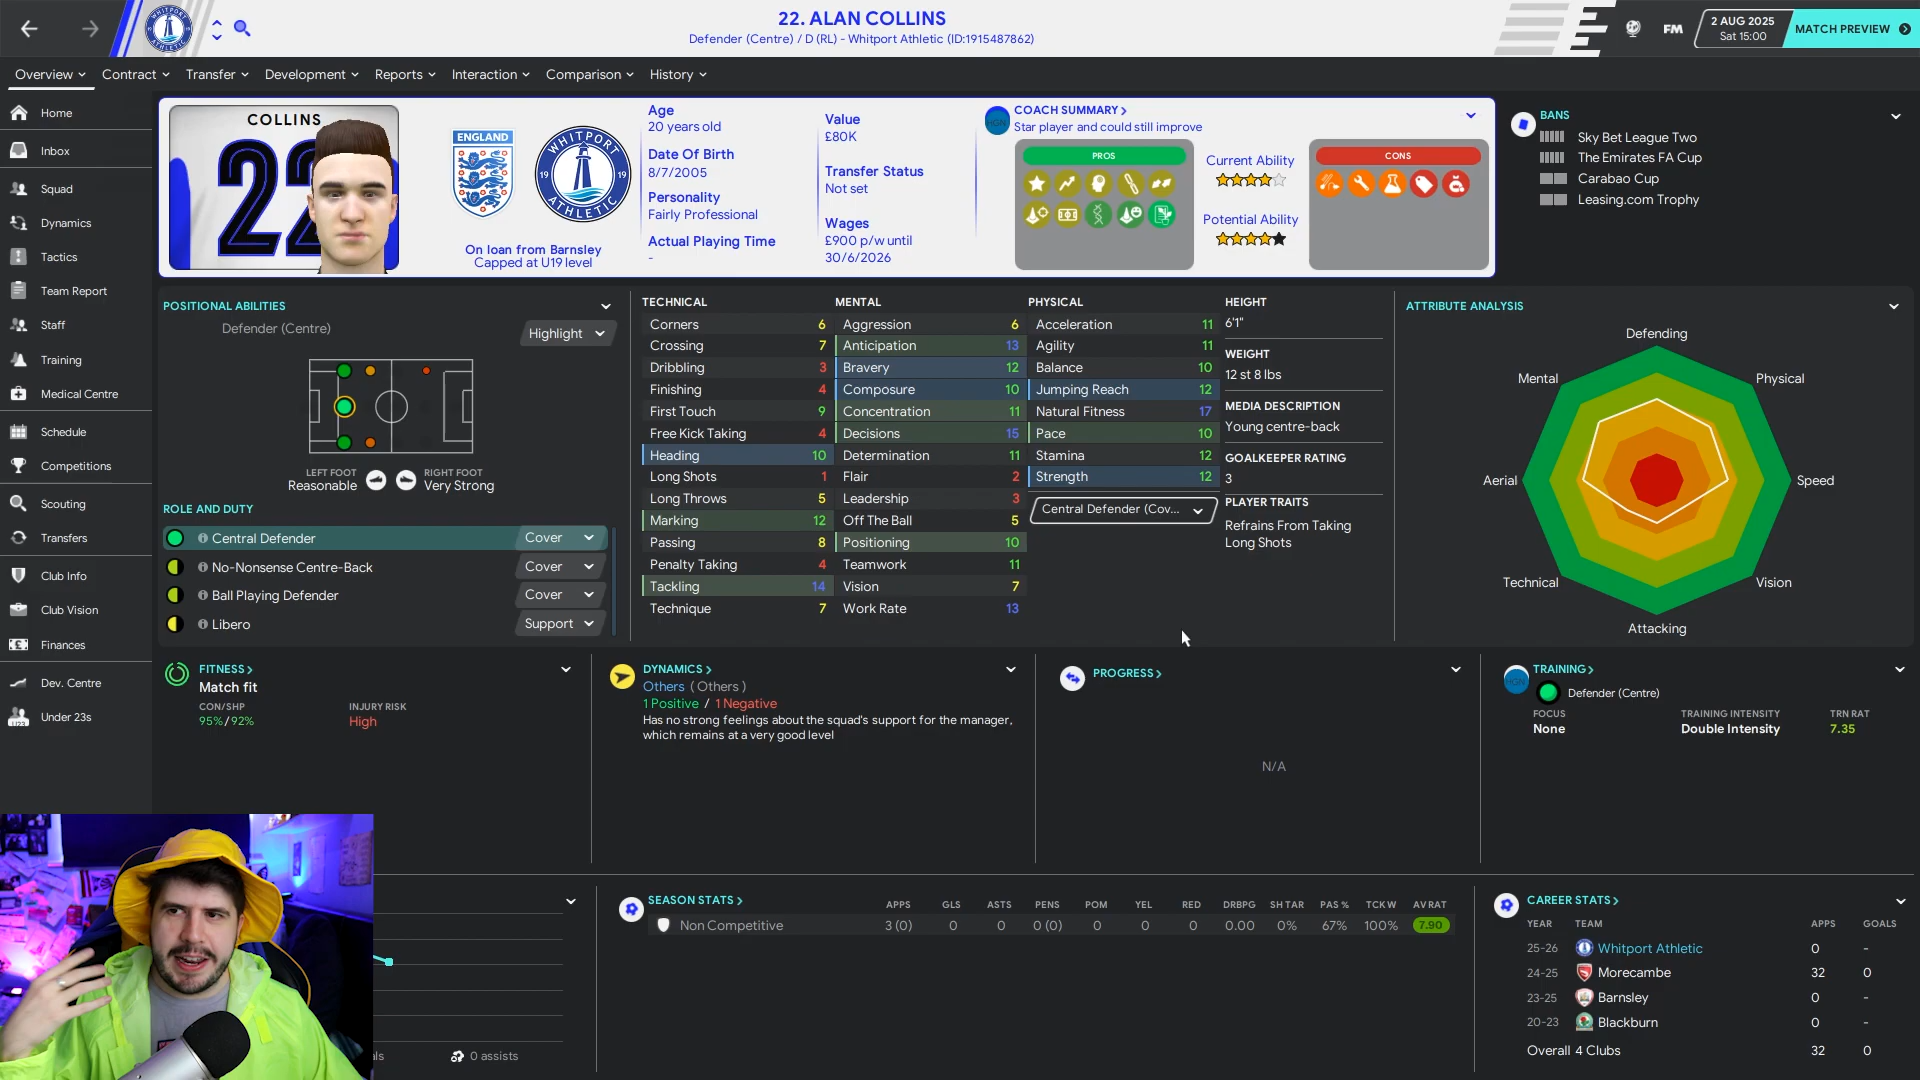 22. ALAN COLLINS
Defender (Centre) / D (RL) - Whitport Athletic (ID:1915487862)
FM
2 AUG 2025
Sat 15:00
MATCH PREVIEW
Overview
Contract
Transfer
Development
Reports
Interaction
Comparison
History
Home
Inbox
Squad
Dynamics
Tactics
Team Report
Staff
Training
Medical Centre
Schedule
Competitions
Scouting
Transfers
Club Info
Club Vision
Finances
Dev. Centre
Under 23s
COLLINS
22
ENGLAND
WHITPORT
19 19
ATHLETIC
On loan from Barnsley
Capped at U19 level
Age
20 years old
Date Of Birth
8/7/2005
Personality
Fairly Professional
Actual Playing Time
-
Value
£80K
Transfer Status
Not set
Wages
£900 p/w until
30/6/2026
HGN
COACH SUMMARY
Star player and could still improve
PROS
Current Ability
Potential Ability
CONS
BANS
Sky Bet League Two
The Emirates FA Cup
Carabao Cup
Leasing.com Trophy
POSITIONAL ABILITIES
Defender (Centre)
Highlight
LEFT FOOT
Reasonable
RIGHT FOOT
Very Strong
ROLE AND DUTY
Central Defender Cover
No-Nonsense Centre-Back Cover
Ball Playing Defender Cover
Libero Support
TECHNICAL
Corners 6
Crossing 7
Dribbling 3
Finishing 4
First Touch 9
Free Kick Taking 4
Heading 10
Long Shots 1
Long Throws 5
Marking 12
Passing 8
Penalty Taking 4
Tackling 14
Technique 7
MENTAL
Aggression 6
Anticipation 13
Bravery 12
Composure 10
Concentration 11
Decisions 15
Determination 11
Flair 2
Leadership 3
Off The Ball 5
Positioning 10
Teamwork 11
Vision 7
Work Rate 13
PHYSICAL
Acceleration 11
Agility 11
Balance 10
Jumping Reach 12
Natural Fitness 17
Pace 10
Stamina 12
Strength 12
Central Defender (Cov...
HEIGHT
6'1"
WEIGHT
12 st 8 lbs
MEDIA DESCRIPTION
Young centre-back
GOALKEEPER RATING
3
PLAYER TRAITS
Refrains From Taking
Long Shots
ATTRIBUTE ANALYSIS
Defending
Physical
Speed
Vision
Attacking
Technical
Aerial
Mental
FITNESS
Match fit
CON/SHP
95%/92%
INJURY RISK
High
DYNAMICS
Others ( Others )
1 Positive / 1 Negative
Has no strong feelings about the squad's support for the manager,
which remains at a very good level
PROGRESS
N/A
HGN
TRAINING
Defender (Centre)
FOCUS
None
TRAINING INTENSITY
Double Intensity
TRN RAT
7.35
als
0 assists
SEASON STATS APPS GLS ASTS PENS POM YEL RED DRBPG SH TAR PAS % TCK W AV RAT
Non Competitive 3 (0) 0 0 0 (0) 0 0 0 0.00 0% 67% 100% 7.90
CAREER STATS
YEAR TEAM APPS GOALS
25-26 Whitport Athletic 0 -
24-25 Morecambe 32 0
23-25 Barnsley 0 -
20-23 Blackburn 0 -
Overall 4 Clubs 32 0